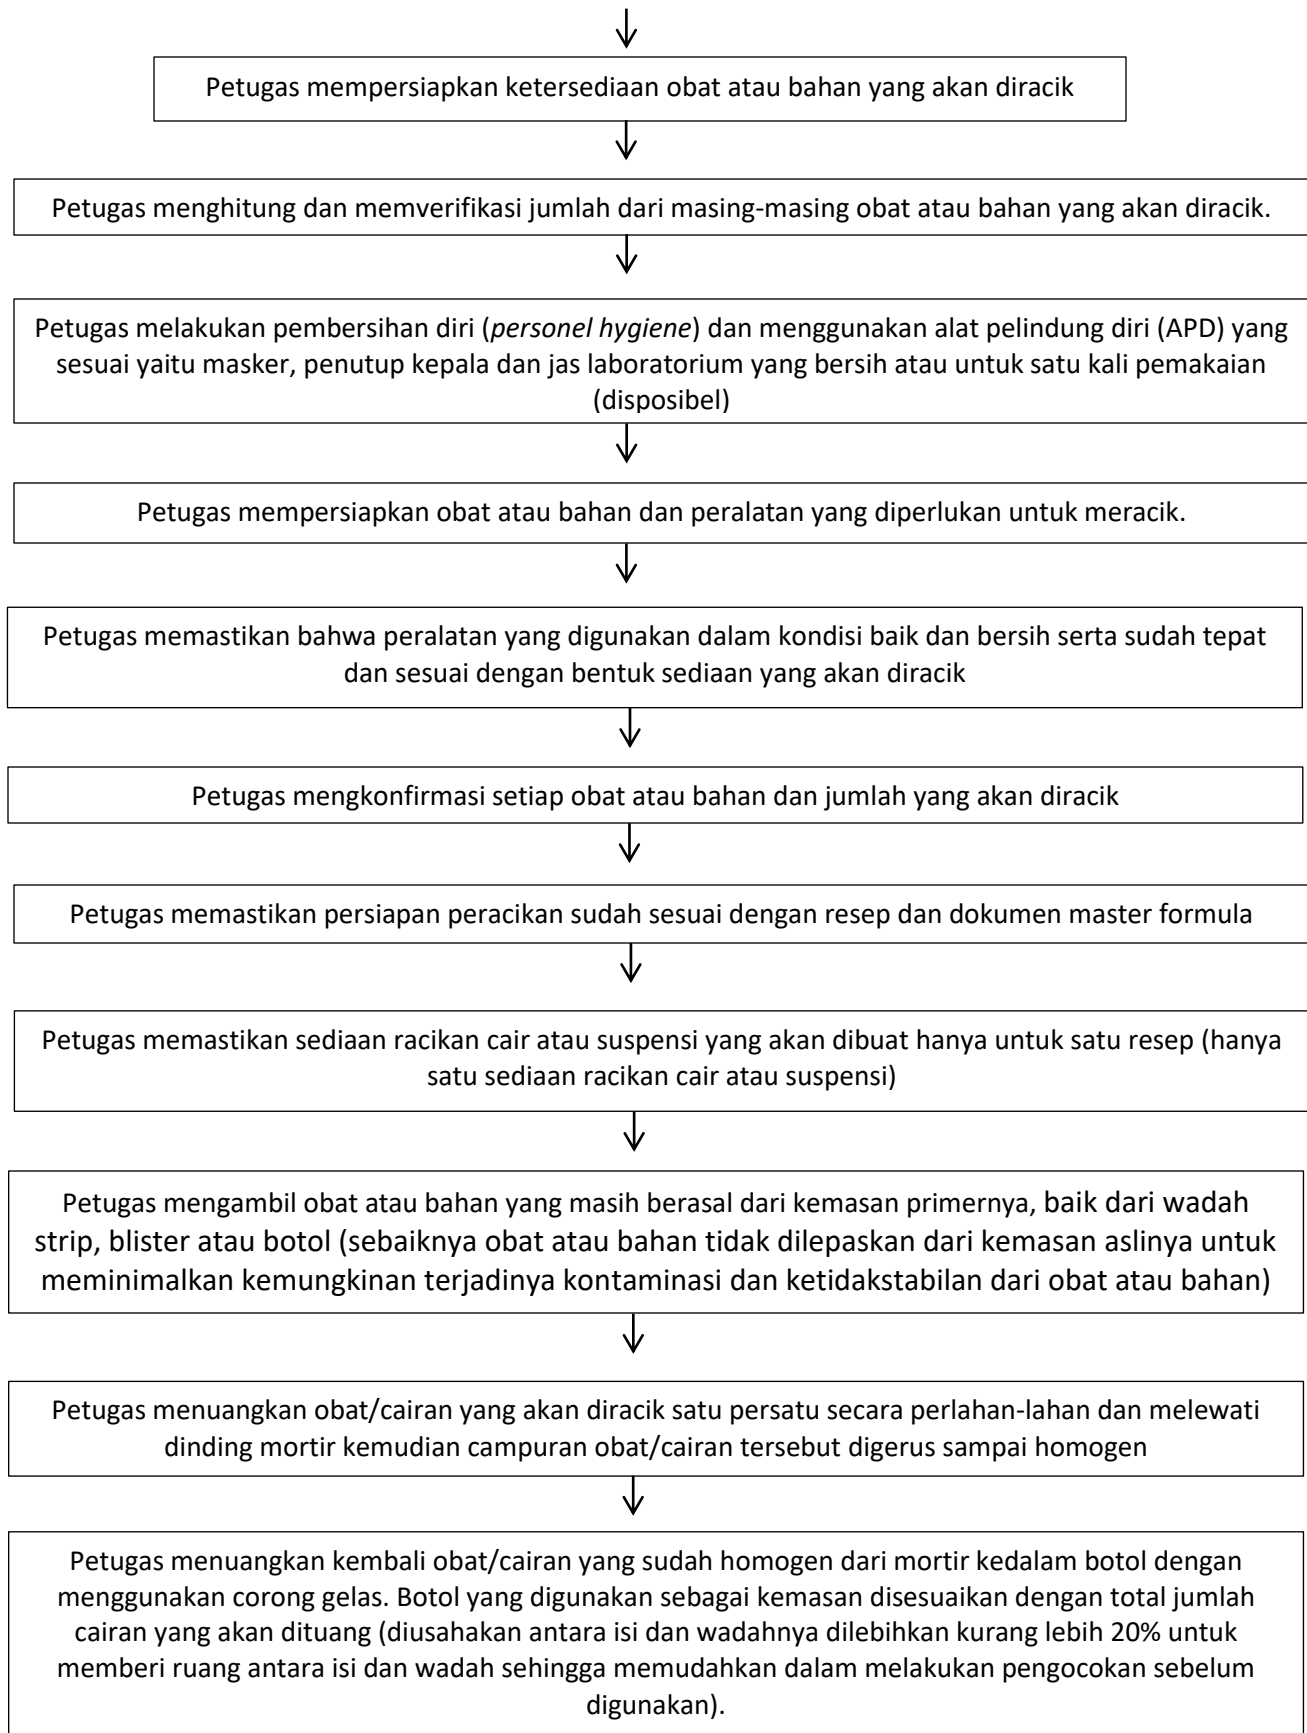 Petugas mempersiapkan ketersediaan obat atau bahan yang akan diracik
Petugas menghitung dan memverifikasi jumlah dari masing-masing obat atau bahan yang akan diracik.
Petugas melakukan pembersihan diri (personel hygiene) dan menggunakan alat pelindung diri (APD) yang
sesuai yaitu masker, penutup kepala dan jas laboratorium yang bersih atau untuk satu kali pemakaian
(disposibel)
Petugas mempersiapkan obat atau bahan dan peralatan yang diperlukan untuk meracik.
Petugas memastikan bahwa peralatan yang digunakan dalam kondisi baik dan bersih serta sudah tepat
dan sesuai dengan bentuk sediaan yang akan diracik
Petugas mengkonfirmasi setiap obat atau bahan dan jumlah yang akan diracik
Petugas memastikan persiapan peracikan sudah sesuai dengan resep dan dokumen master formula
Petugas memastikan sediaan racikan cair atau suspensi yang akan dibuat hanya untuk satu resep (hanya
satu sediaan racikan cair atau suspensi)
Petugas mengambil obat atau bahan yang masih berasal dari kemasan primernya, baik dari wadah
strip, blister atau botol (sebaiknya obat atau bahan tidak dilepaskan dari kemasan aslinya untuk
meminimalkan kemungkinan terjadinya kontaminasi dan ketidakstabilan dari obat atau bahan)
Petugas menuangkan obat/cairan yang akan diracik satu persatu secara perlahan-lahan dan melewati
dinding mortir kemudian campuran obat/cairan tersebut digerus sampai homogen
Petugas menuangkan kembali obat/cairan yang sudah homogen dari mortir kedalam botol dengan
menggunakan corong gelas. Botol yang digunakan sebagai kemasan disesuaikan dengan total jumlah
cairan yang akan dituang (diusahakan antara isi dan wadahnya dilebihkan kurang lebih 20% untuk
memberi ruang antara isi dan wadah sehingga memudahkan dalam melakukan pengocokan sebelum
digunakan).